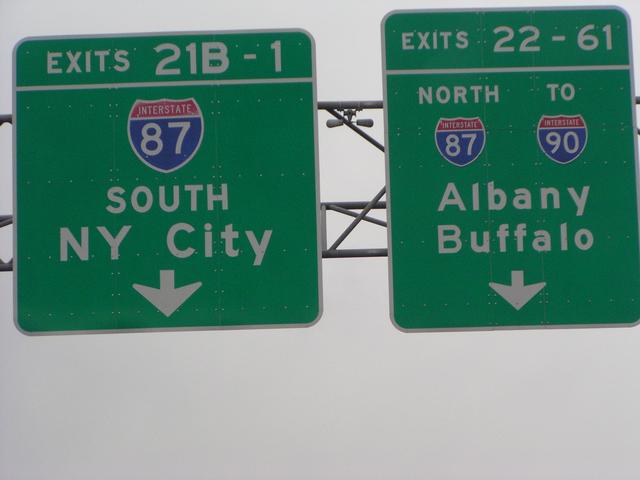 EXITS 21B - 1
INTERSTATE
87
SOUTH
NY City
EXITS 22 - 61
NORTH TO
INTERSTATE INTERSTATE
87 90
Albany
Buffalo